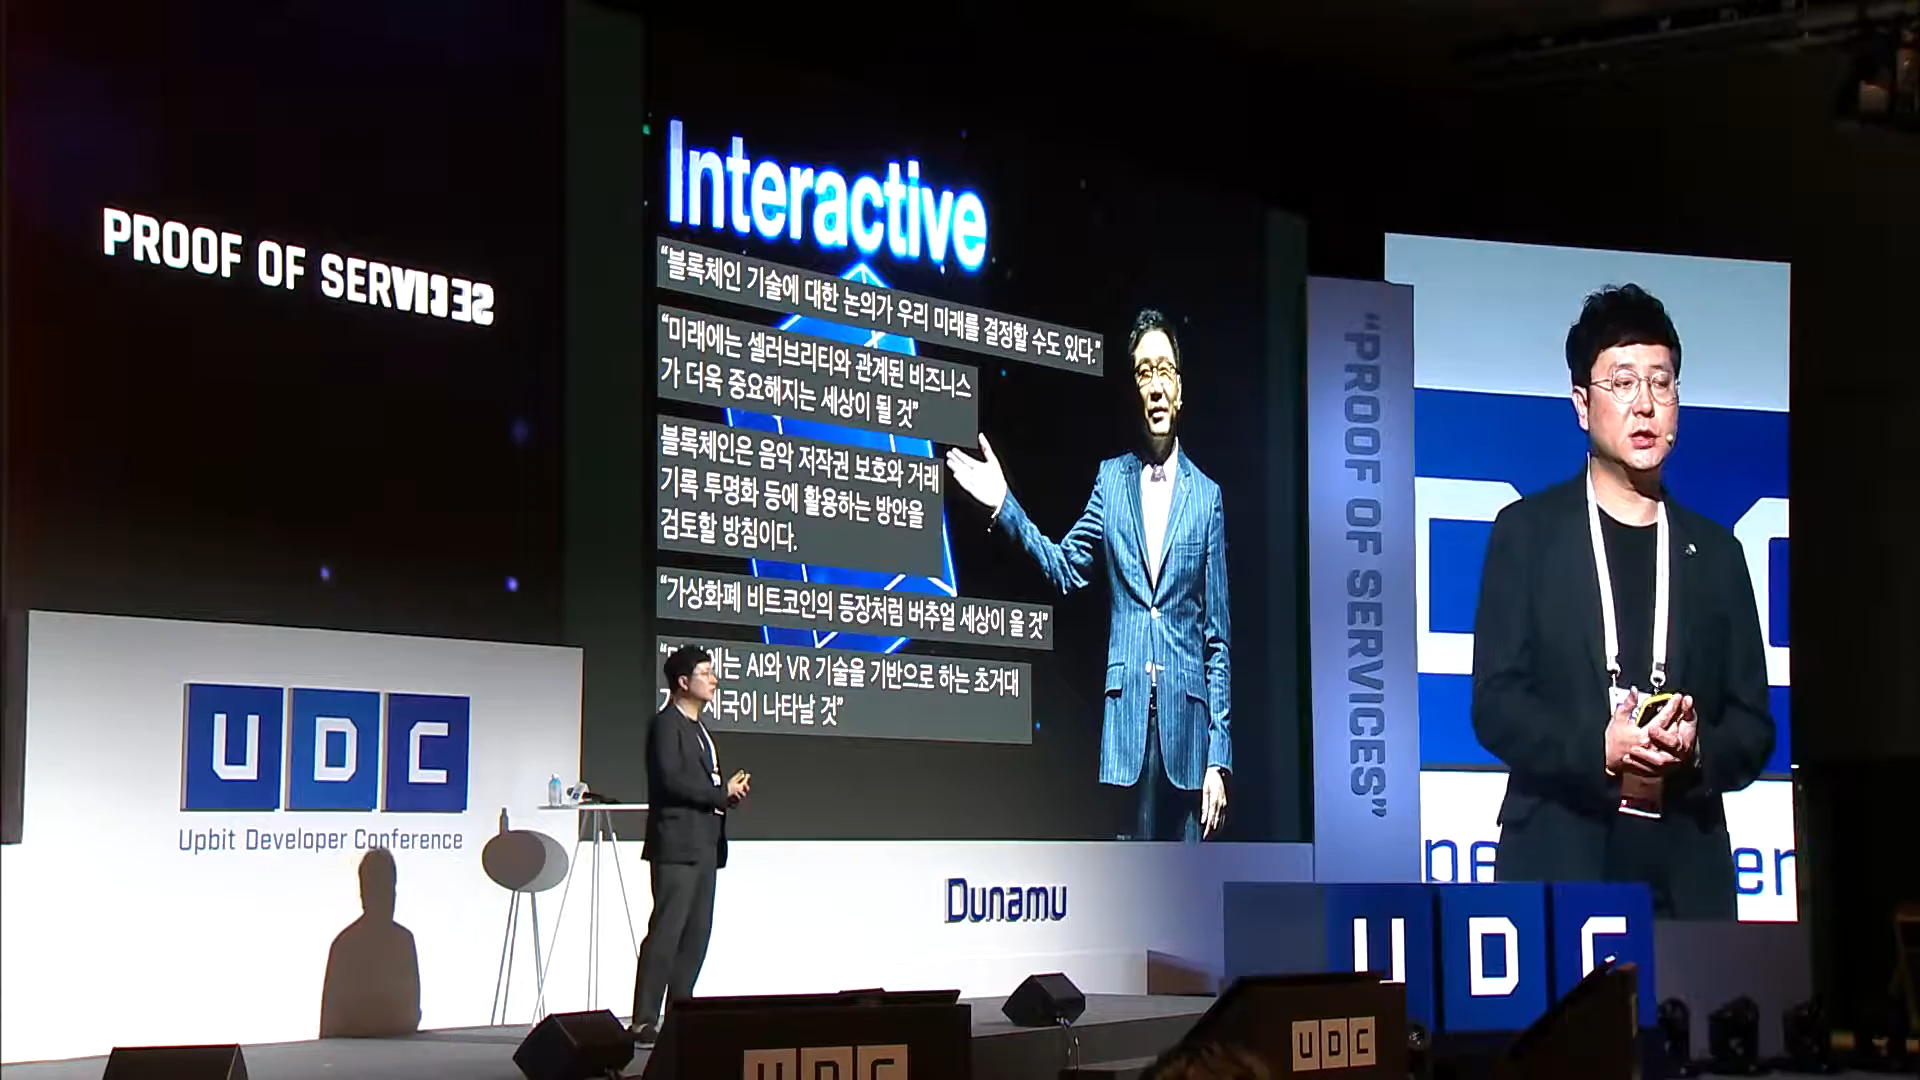 PROOF OF SERVICES
Interactive
“블록체인 기술에 대한 논의가 우리 미래를 결정할 수도 있다.”
“미래에는 셀러브리티와 관계된 비즈니스
가 더욱 중요해지는 세상이 될 것”
블록체인은 음악 저작권 보호와 거래
기록 투명화 등에 활용하는 방안을
검토할 방침이다.
“가상화폐 비트코인의 등장처럼 버추얼 세상이 올 것”
에는 AI와 VR 기술을 기반으로 하는 초거대
제국이 나타날 것”
UDC
Upbit Developer Conference
Dunamu
“PROOF OF SERVICES”
UDC
UDC
UDC